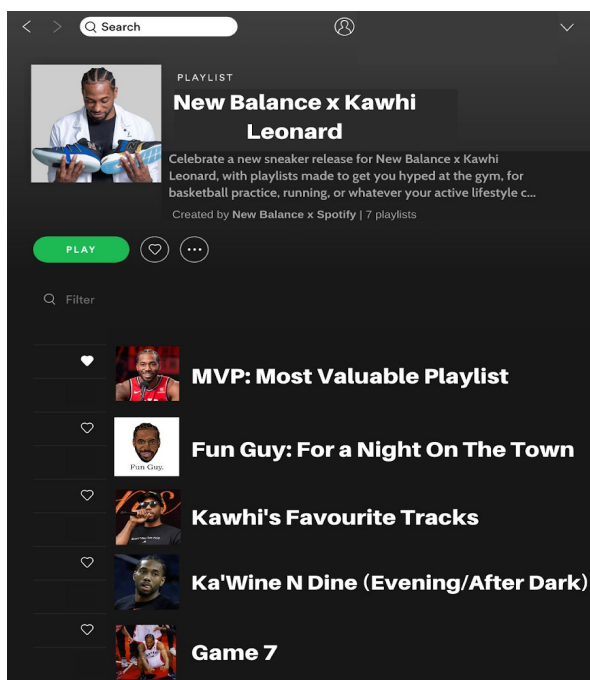 Search
PLAYLIST
New Balance x Kawhi
Leonard
Celebrate a new sneaker release for New Balance x Kawhi
Leonard, with playlists made to get you hyped at the gym, for
basketball practice, running, or whatever your active lifestyle c...
Created by New Balance x Spotify | 7 playlists
PLAY
Filter
MVP: Most Valuable Playlist
Fun Guy: For a Night On The Town
Fun Guy.
Kawhi's Favourite Tracks
Ka'Wine N Dine (Evening/After Dark)
Game 7